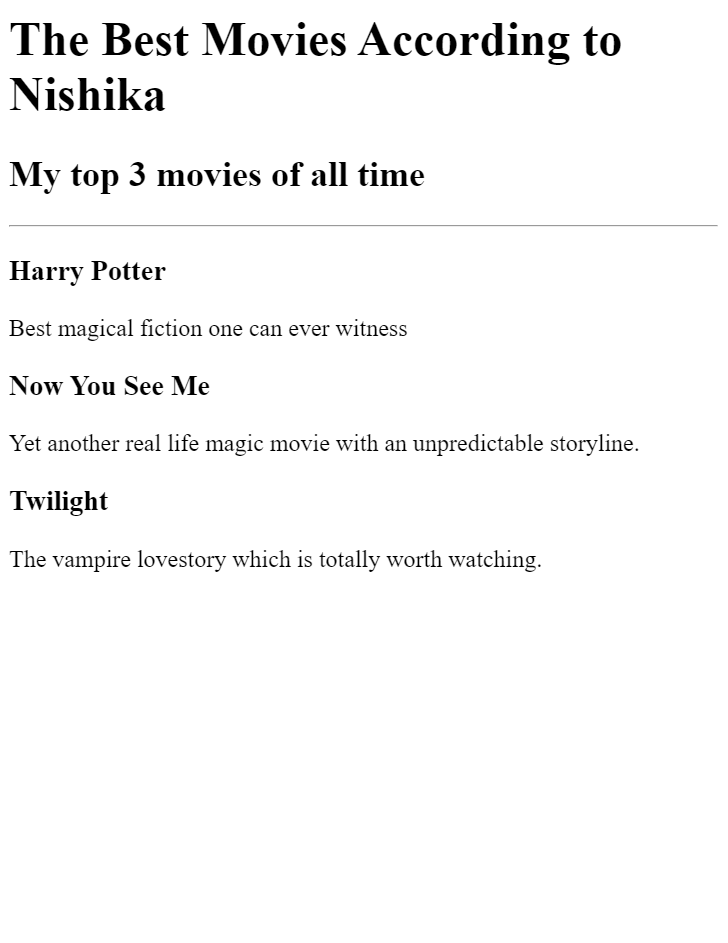 The Best Movies According to
Nishika
My top 3 movies of all time
Harry Potter
Best magical fiction one can ever witness
Now You See Me
Yet another real life magic movie with an unpredictable storyline.
Twilight
The vampire lovestory which is totally worth watching.